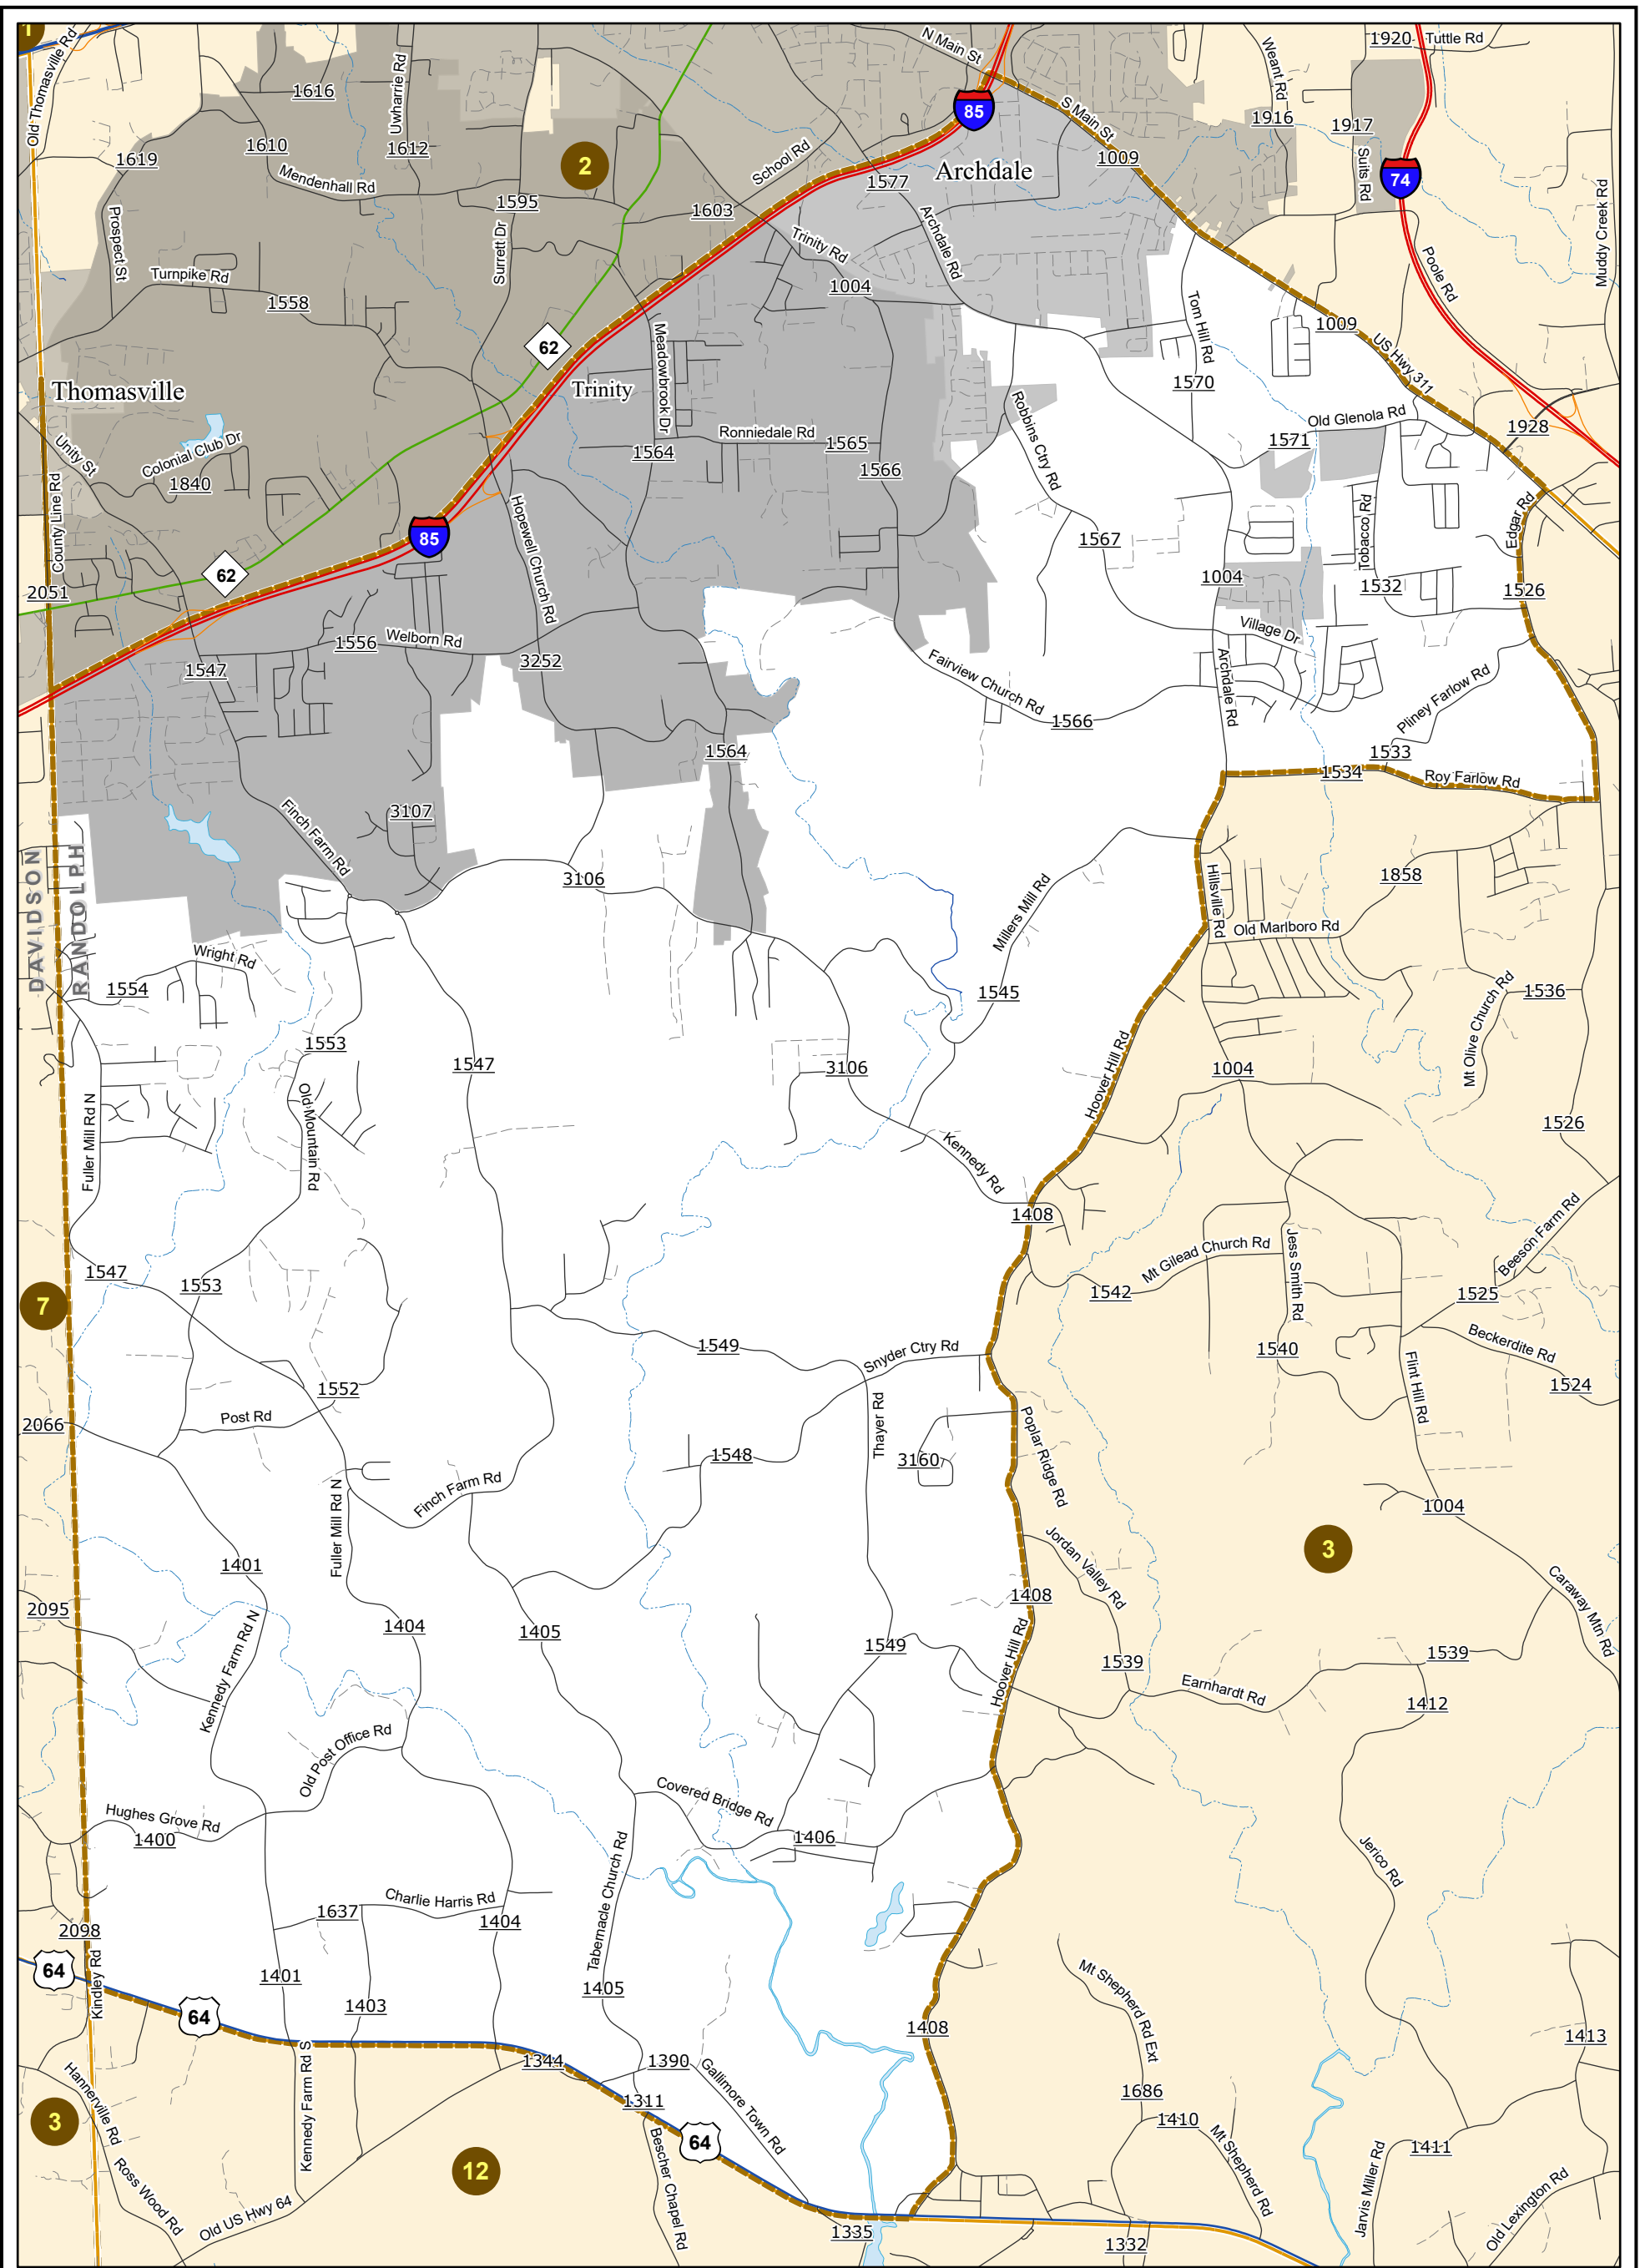 1
Old Thomasville Rd
1616
Uwharrie Rd
N Main St
Weant Rd
1920
Tuttle Rd
85
S Main St
1916
1917
1619
1610
1612
2
School Rd
1009
Suits Rd
74
Mendenhall Rd
1577
Archdale
1595
1603
Muddy Creek Rd
Prospect St
Surrett Dr
Trinity Rd
Archdale Rd
Poole Rd
Turnpike Rd
1558
1004
Tom Hill Rd
1009
62
Meadowbrook Dr
US Hwy 311
Thomasville
Trinity
1570
Robins Ctry Rd
Old Glenola Rd
Unity St
Colonial Club Dr
Ronniedale Rd
1565
1571
1928
1564
1566
1840
County Line Rd
Hopewell Church Rd
Tobacco Rd
Edgar Rd
85
1567
62
1004
1532
1526
2051
Welborn Rd
1556
Village Dr
1547
3252
Fairview Church Rd
Archdale Rd
Pliney Farlow Rd
1566
1564
1533
1534
Roy Farlow Rd
Finch Farm Rd
3107
DAVIDSON
RANDOLPH
3106
1858
Hillsville Rd
Millers Mill Rd
Old Marlboro Rd
Wright Rd
1554
1545
1536
Mt Olive Church Rd
1553
1547
3106
Hoover Hill Rd
1004
Fuller Mill Rd N
Old Mountain Rd
1526
Kennedy Rd
1408
Beeson Farm Rd
Mt Gilead Church Rd
Jess Smith Rd
1547
1553
1542
1525
7
1549
Snyder Ctry Rd
1540
Beckerdite Rd
1552
Flint Hill Rd
1524
Post Rd
2066
Thayer Rd
Poplar Ridge Rd
1548
3160
Finch Farm Rd
Fuller Mill Rd N
1004
3
1401
Jordan Valley Rd
1408
Caraway Mtn Rd
2095
1404
1405
1549
Kennedy Farm Rd N
Hoover Hill Rd
1539
1539
Earnhardt Rd
1412
Old Post Office Rd
Covered Bridge Rd
Hughes Grove Rd
1400
1406
Jerico Rd
Tabernacle Church Rd
Charlie Harris Rd
1637
1404
2098
64
Kindley Rd
1401
1405
Mt Shepherd Rd Ext
64
1403
1408
1413
Kennedy Farm Rd S
1344
1390
Gallimore Town Rd
Hannerville Rd
1311
1686
3
64
1410
Mt Shepherd Rd
1411
12
Bescher Chapel Rd
Jarvis Miller Rd
Ross Wood Rd
Old US Hwy 64
Old Lexington Rd
1335
1332